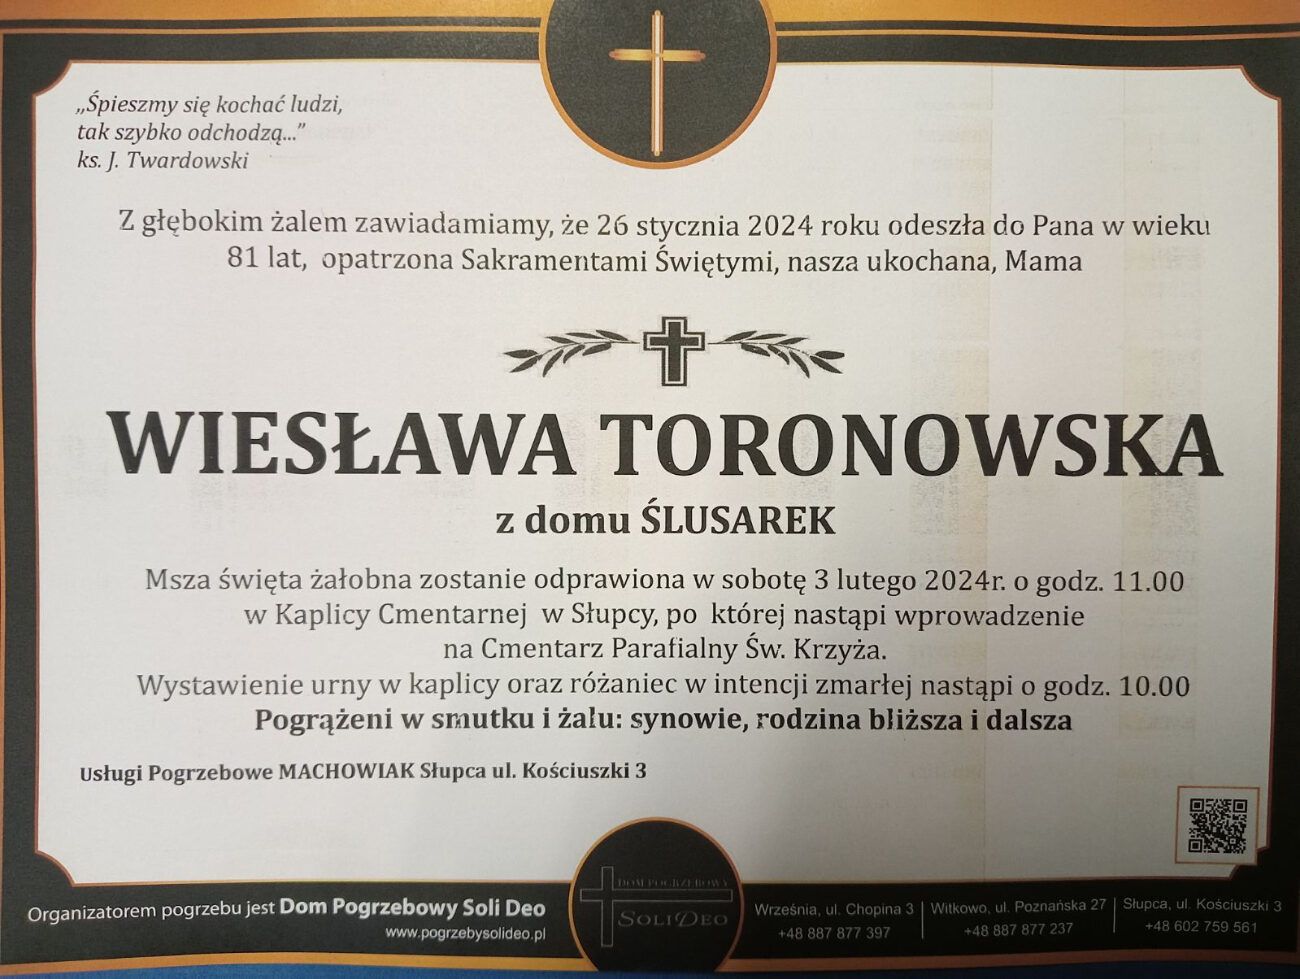 „Śpieszmy się kochać ludzi,
tak szybko odchodzą...”
ks. J. Twardowski
Z głębokim żalem zawiadamiamy, że 26 stycznia 2024 roku odeszła do Pana w wieku
81 lat, opatrzona Sakramentami Świętymi, nasza ukochana, Mama
WIESŁAWA TORONOWSKA
z domu ŚLUSAREK
Msza święta żałobna zostanie odprawiona w sobotę 3 lutego 2024r. o godz. 11.00
w Kaplicy Cmentarnej w Słupcy, po której nastąpi wprowadzenie
na Cmentarz Parafialny Św. Krzyża.
Wystawienie urny w kaplicy oraz różaniec w intencji zmarłej nastąpi o godz. 10.00
Pogrążeni w smutku i żalu: synowie, rodzina bliższa i dalsza
Usługi Pogrzebowe MACHOWIAK Słupca ul. Kościuszki 3
Organizatorem pogrzebu jest Dom Pogrzebowy Soli Deo
www.pogrzebysolideo.pl
DOM POGRZEBOWY
SOLI DEO
Września, ul. Chopina 3
+48 887 877 397
Witkowo, ul. Poznańska 27
+48 887 877 237
Słupca, ul. Kościuszki 3
+48 602 759 561